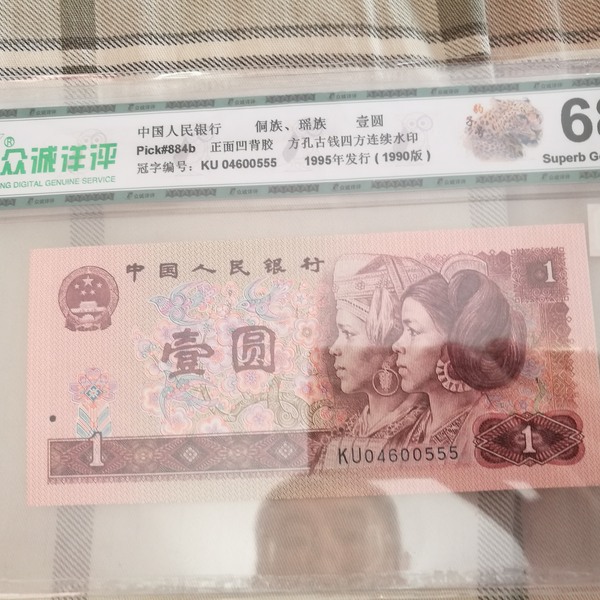 中国人民银行 侗族、瑶族 壹圆
Pick#884b 正面凹背胶 方孔古钱四方连续水印
冠字编号: KU 04600555 1995年发行 ( 1990版 )
众诚洋评®
NG DIGITAL GENUINE SERVICE
68
Superb Ge
中国人民银行
1
壹圆
1
KU04600555
1